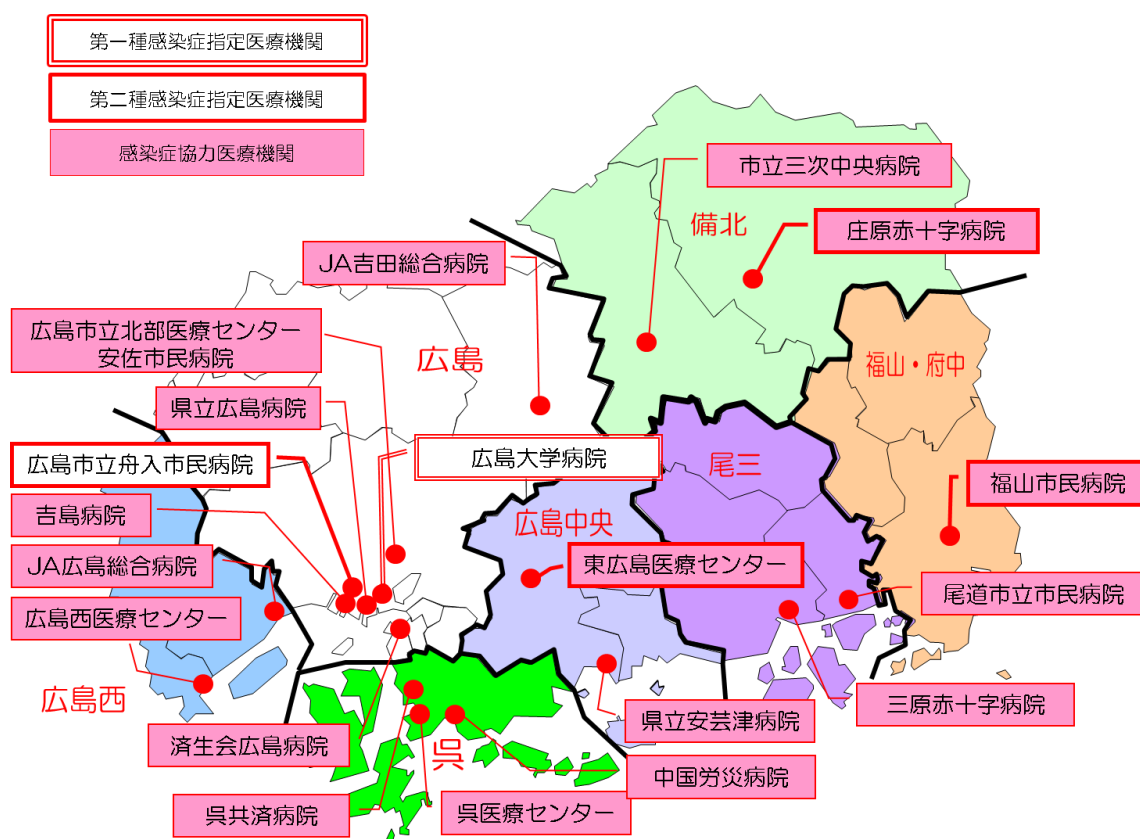 第一種感染症指定医療機関
第二種感染症指定医療機関
感染症協力医療機関
市立三次中央病院
備北
庄原赤十字病院
JA吉田総合病院
広島市立北部医療センター
安佐市民病院
広島
福山・府中
県立広島病院
広島市立舟入市民病院
広島大学病院
尾三
福山市民病院
吉島病院
広島中央
JA広島総合病院
東広島医療センター
尾道市立市民病院
広島西医療センター
広島西
三原赤十字病院
県立安芸津病院
済生会広島病院
呉
中国労災病院
呉共済病院
呉医療センター